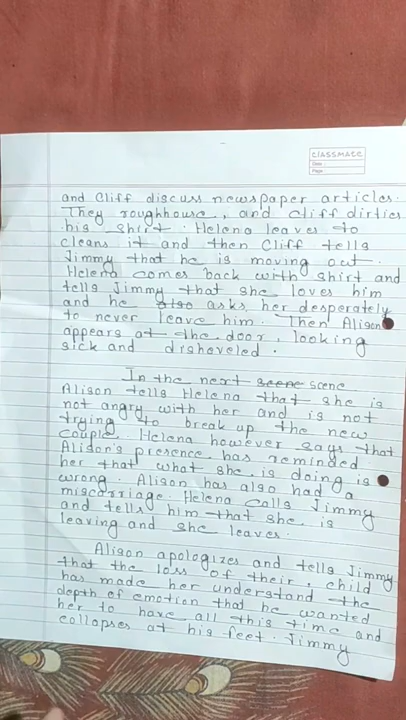 CLASSMATE
Date :
Page :
and Cliff discuss newspaper articles.
They roughhouse, and Cliff dirties
his shirt. Helena leaves to
cleans it and then Cliff tells
Jimmy that he is moving out.
Helena comes back with shirt and
tells Jimmy that she loves him
and he also asks her desperately
to never leave him. Then Alison
appears at the door, looking
sick and disheveled.
In the next scene scene
Alison tells Helena that she is
not angry with her and is not
trying to break up the new
couple. Helena however says that
Alison's presence has reminded
her that what she is doing is
wrong. Alison has also had a
miscarriage. Helena calls Jimmy
and tells him that she is
leaving and she leaves.
Alison apologizes and tells Jimmy
that the loss of their child
has made her understand the
depth of emotion that he wanted
her to have all this time and
collapses at his feet. Jimmy